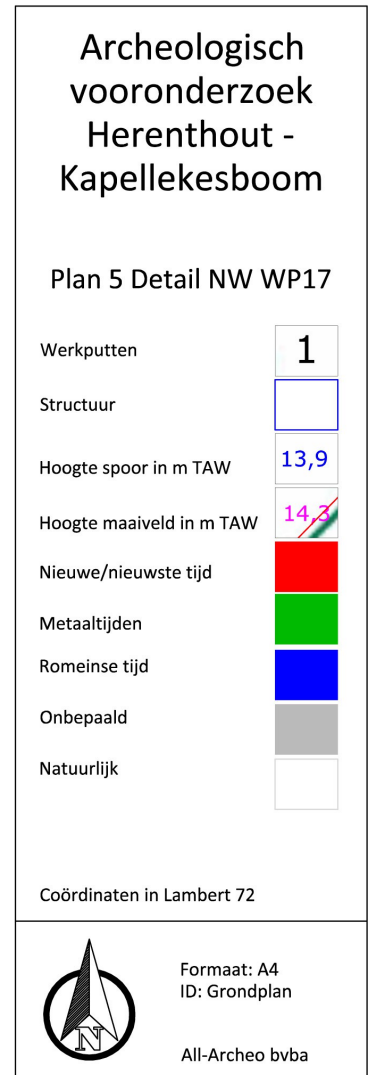 Archeologisch
vooronderzoek
Herenthout -
Kapellekesboom
Plan 5 Detail NW WP17
Werkputten 1
Structuur
Hoogte spoor in m TAW 13,9
Hoogte maaiveld in m TAW 14,3
Nieuwe/nieuwste tijd
Metaaltijden
Romeinse tijd
Onbepaald
Natuurlijk
Coördinaten in Lambert 72
N
Formaat: A4
ID: Grondplan
All-Archeo bvba